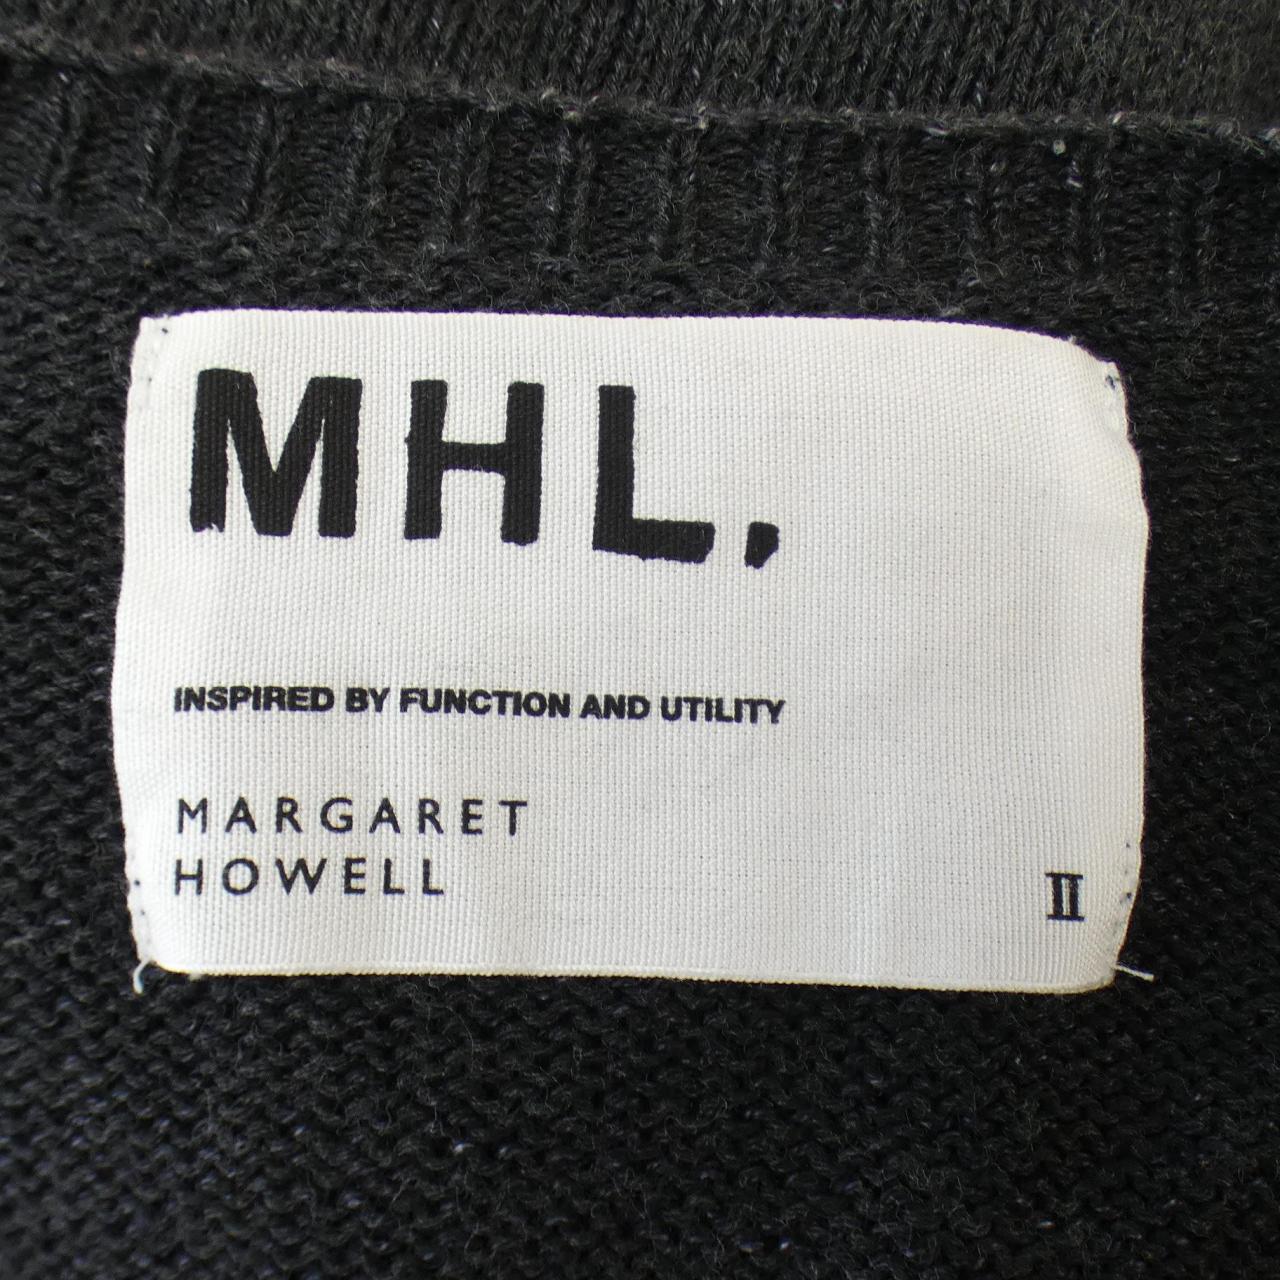 MHL.
INSPIRED BY FUNCTION AND UTILITY
MARGARET
HOWELL
II